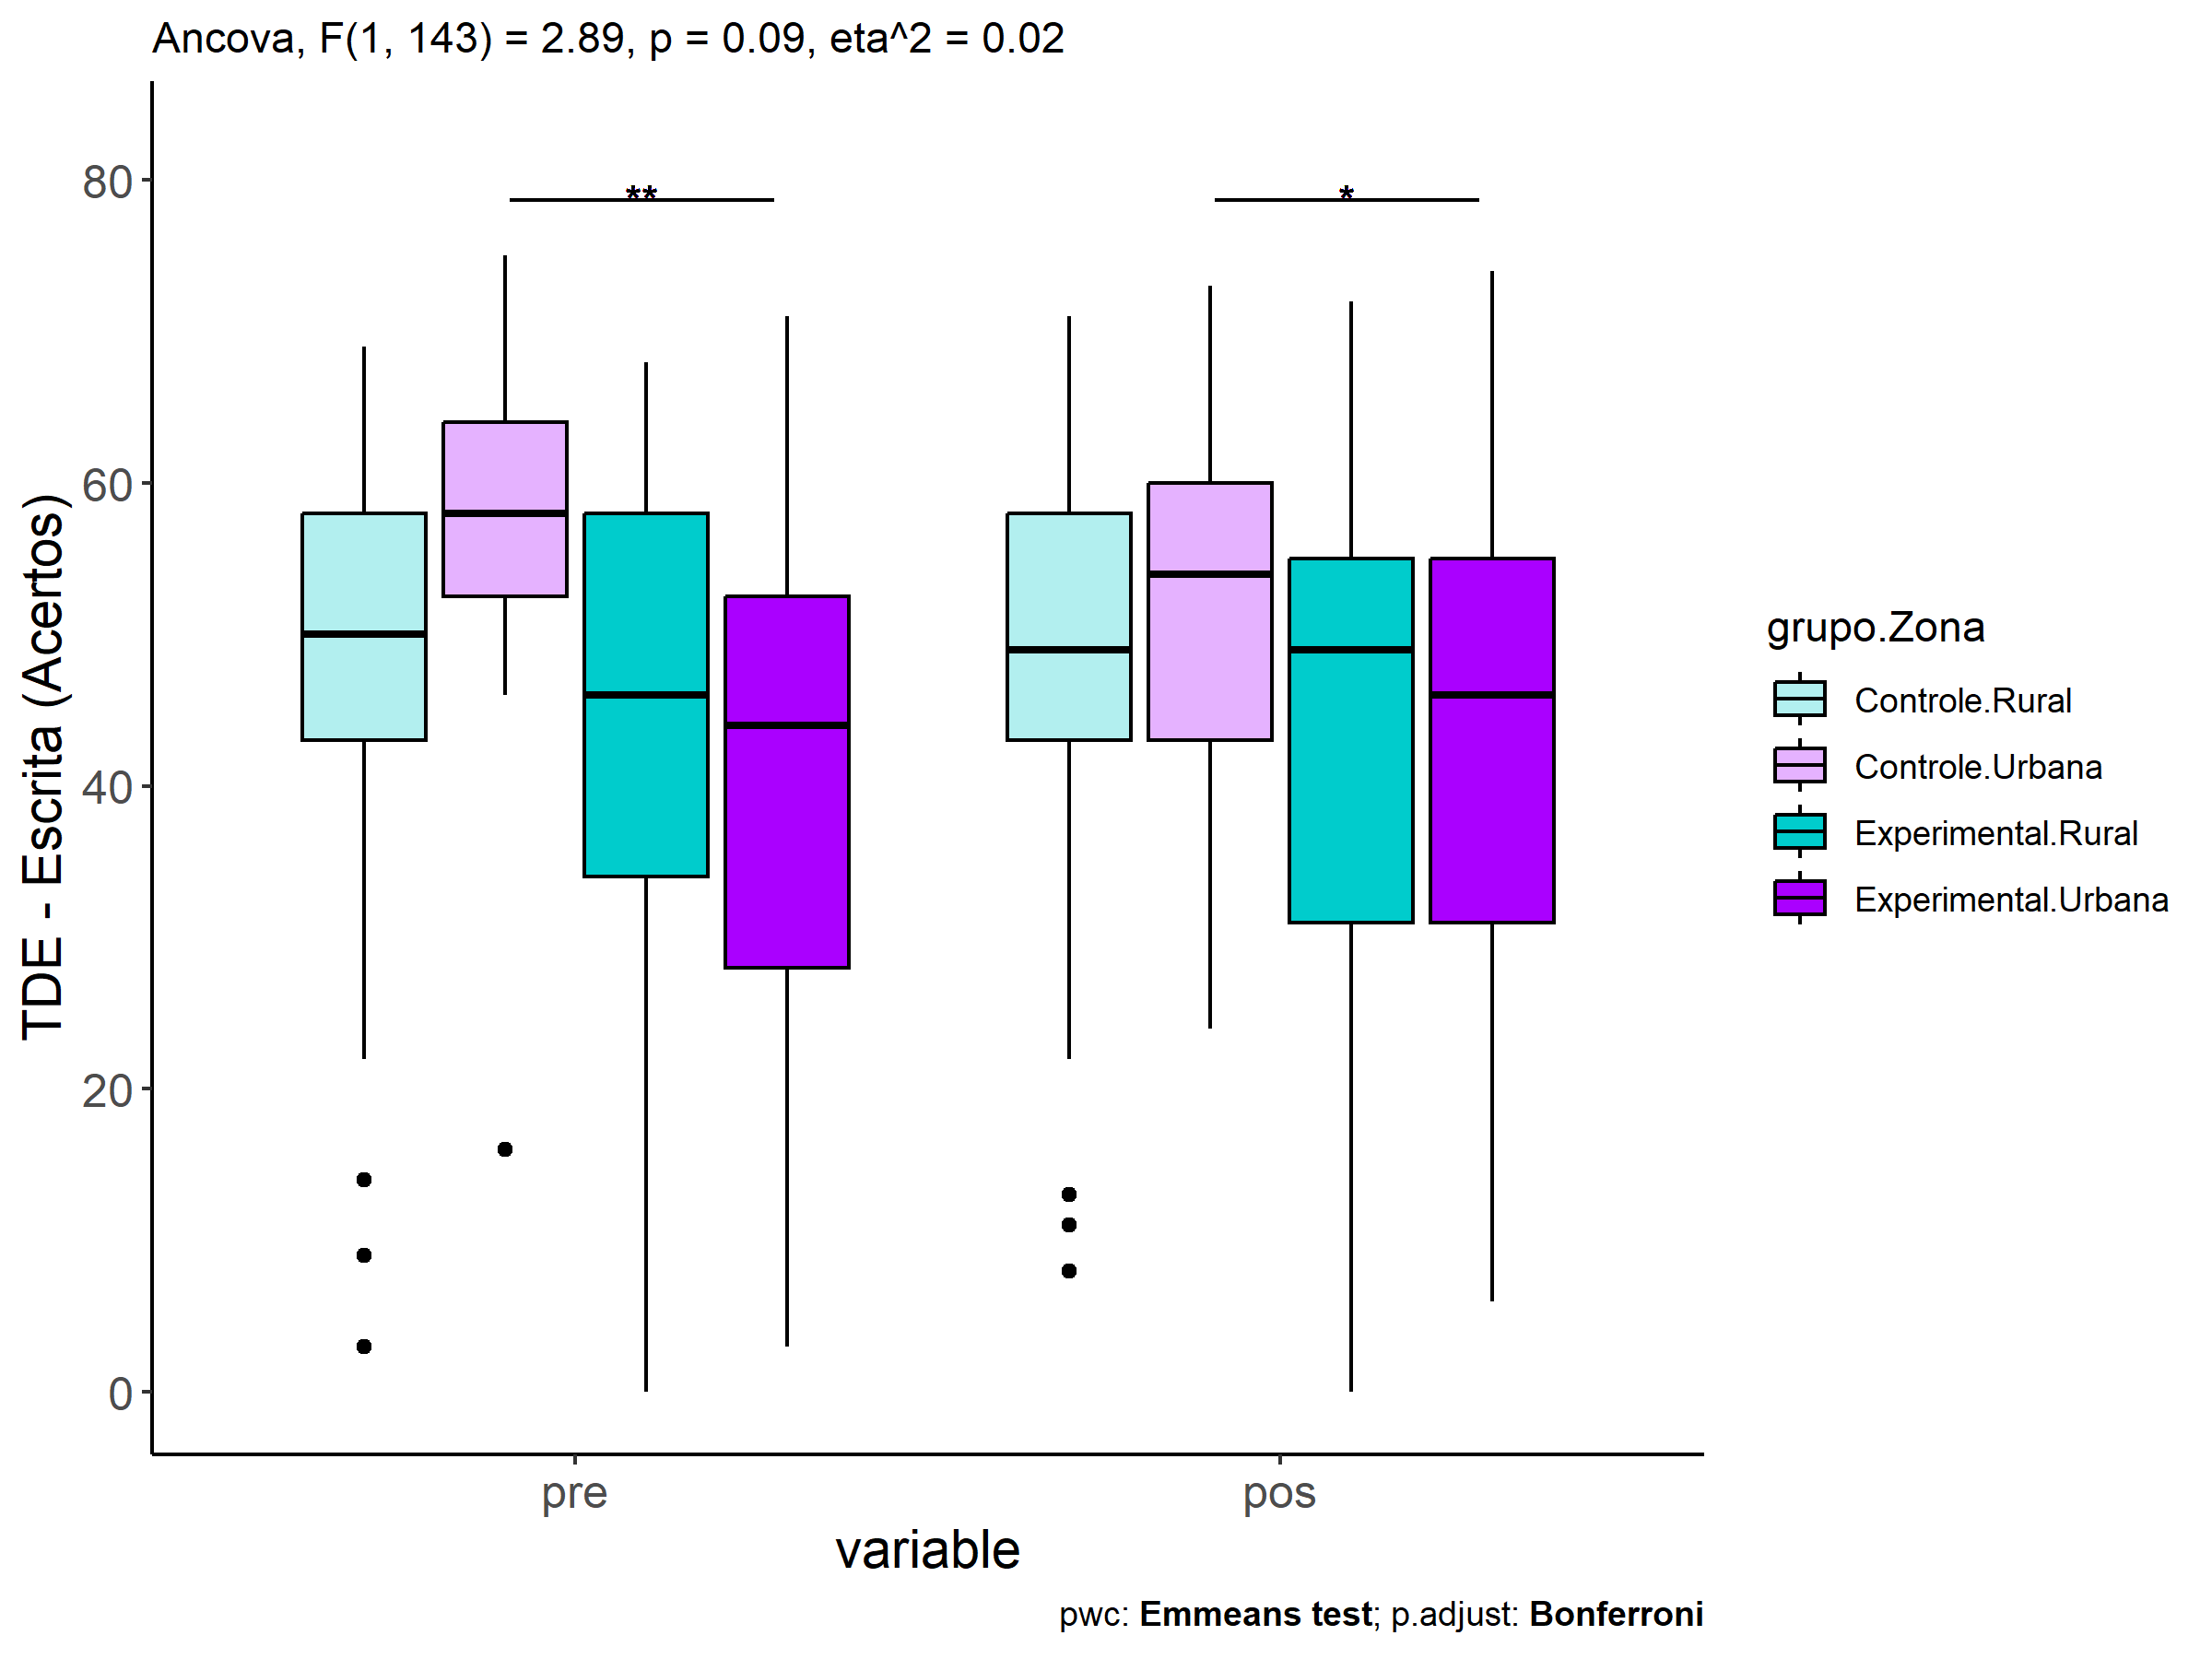 Ancova, F(1, 143) = 2.89, p = 0.09, eta^2 = 0.02
TDE - Escrita (Acertos)
80
60
40
20
0
**
*
pre
pos
variable
grupo.Zona
Controle.Rural
Controle.Urbana
Experimental.Rural
Experimental.Urbana
pwc: Emmeans test; p.adjust: Bonferroni